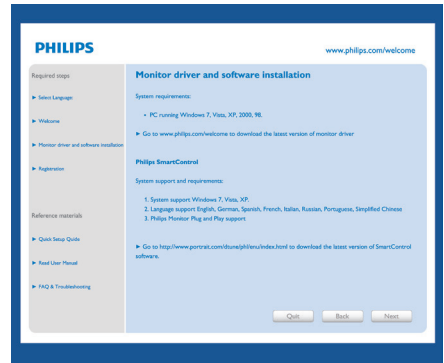 PHILIPS
www.philips.com/welcome
Required steps
► Select Language:
► Welcome
► Monitor driver and software installation
► Registration
Reference materials
► Quick Setup Guide
► Read User Manual
► FAQ & Troubleshooting
Monitor driver and software installation
System requirements:
• PC running Windows 7, Vista, XP, 2000, 98.
► Go to www.philips.com/welcome to download the latest version of monitor driver
Philips SmartControl
System support and requirements:
1. System support Windows 7, Vista, XP.
2. Language support English, German, Spanish, French, Italian, Russian, Portuguese, Simplified Chinese
3. Philips Monitor Plug and Play support
► Go to http://www.portrait.com/dtune/phl/enu/index.html to download the latest version of SmartControl
software.
Quit
Back
Next